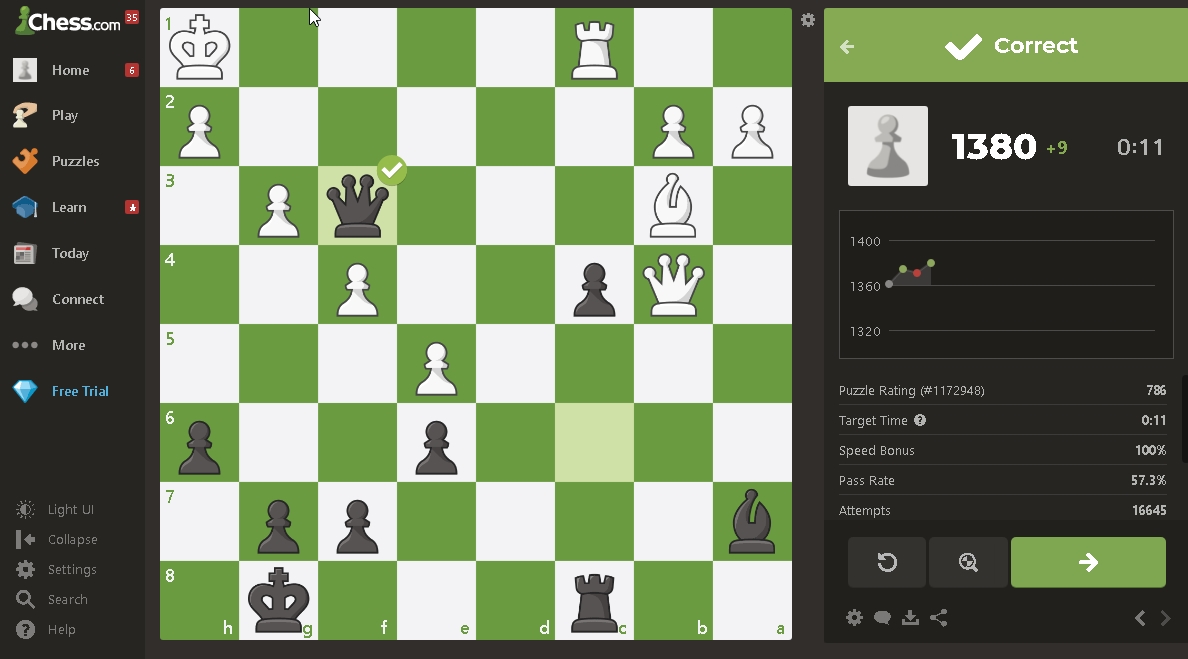 Chess.com 35
Home 6
Play
Puzzles
Learn
Today
Connect
More
Free Trial
Light UI
Collapse
Settings
Search
Help
1
2
3
4
5
6
7
8
h g f e d c b a
Correct
1380 +9 0:11
1400
1360
1320
Puzzle Rating (#1172948) 786
Target Time ? 0:11
Speed Bonus 100%
Pass Rate 57.3%
Attempts 16645